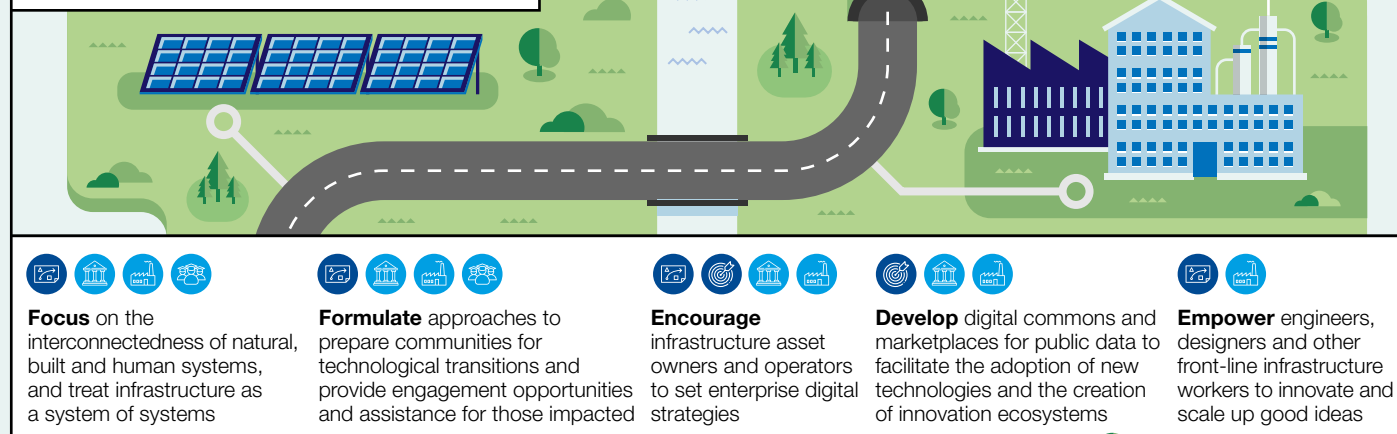 Focus on the
interconnectedness of natural,
built and human systems,
and treat infrastructure as
a system of systems
Formulate approaches to
prepare communities for
technological transitions and
provide engagement opportunities
and assistance for those impacted
Encourage
infrastructure asset
owners and operators
to set enterprise digital
strategies
Develop digital commons and
marketplaces for public data to
facilitate the adoption of new
technologies and the creation
of innovation ecosystems
Empower engineers,
designers and other
front-line infrastructure
workers to innovate and
scale up good ideas